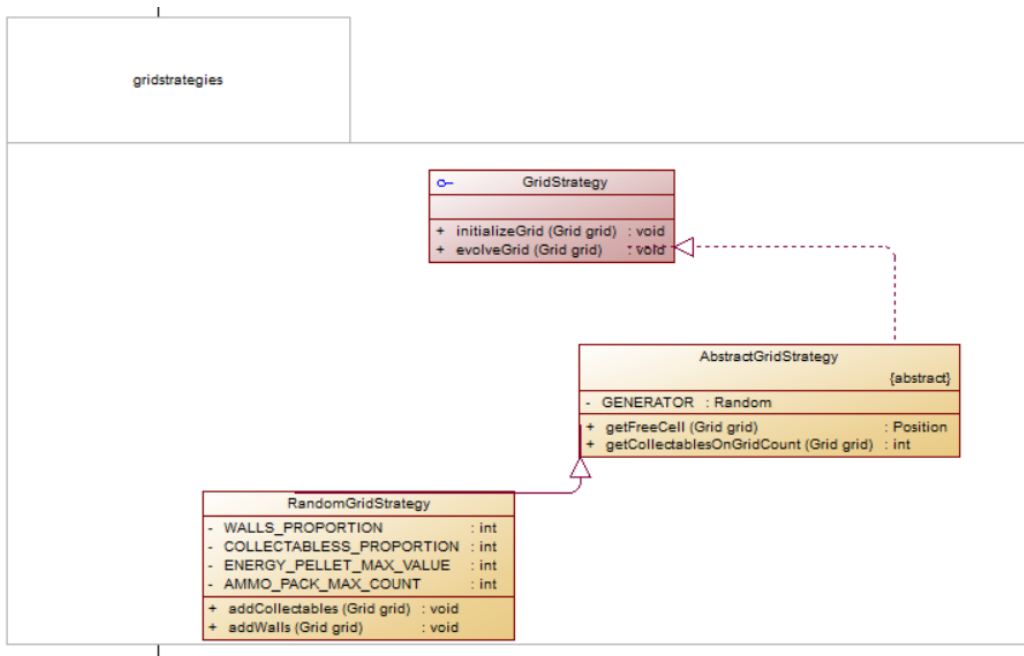 gridstrategies
GridStrategy
+ initializeGrid (Grid grid) : void
+ evolveGrid (Grid grid) : void
AbstractGridStrategy
{abstract}
- GENERATOR : Random
+ getFreeCell (Grid grid) : Position
+ getCollectablesOnGridCount (Grid grid) : int
RandomGridStrategy
- WALLS_PROPORTION : int
- COLLECTABLESS_PROPORTION : int
- ENERGY_PELLET_MAX_VALUE : int
- AMMO_PACK_MAX_COUNT : int
+ addCollectables (Grid grid) : void
+ addWalls (Grid grid) : void